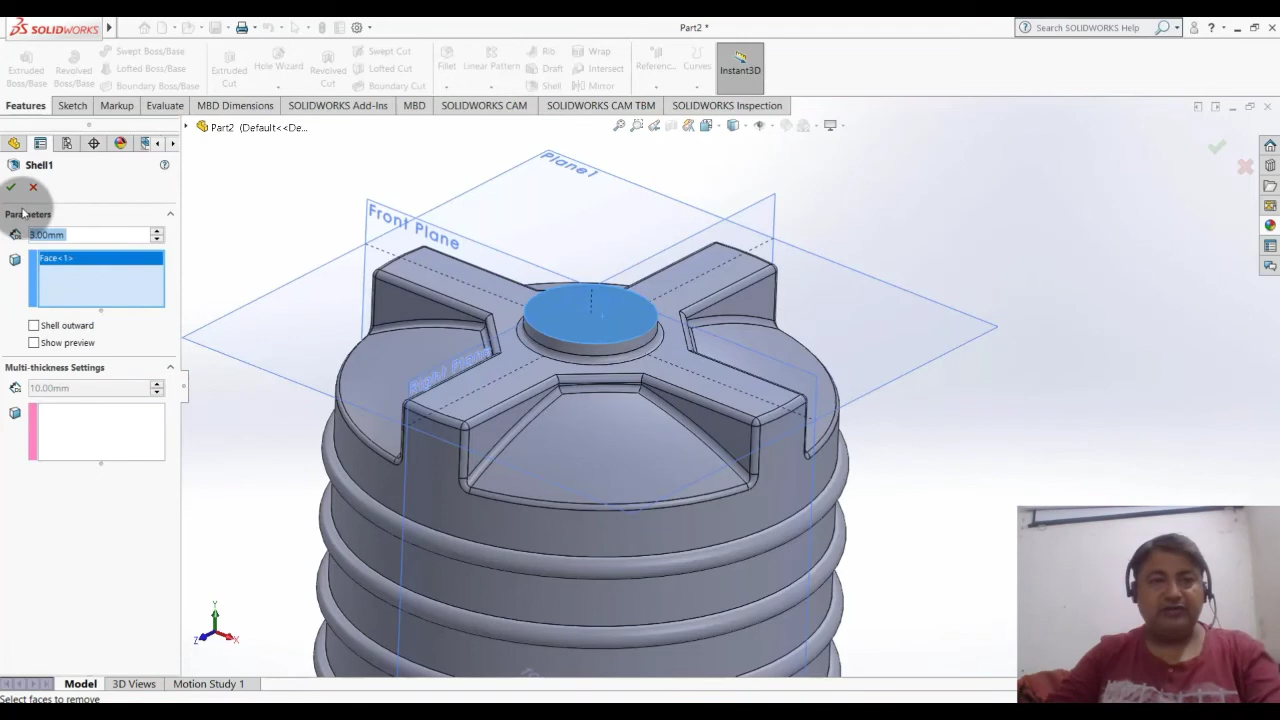 SOLIDWORKS
Part2 *
Search SOLIDWORKS Help
Extruded Boss/Base
Revolved Boss/Base
Swept Boss/Base
Lofted Boss/Base
Boundary Boss/Base
Extruded Cut
Hole Wizard
Revolved Cut
Swept Cut
Lofted Cut
Boundary Cut
Fillet
Linear Pattern
Rib
Draft
Shell
Wrap
Intersect
Mirror
Referenc...
Curves
Instant3D
Features
Sketch
Markup
Evaluate
MBD Dimensions
SOLIDWORKS Add-Ins
MBD
SOLIDWORKS CAM
SOLIDWORKS CAM TBM
SOLIDWORKS Inspection
Part2 (Default<<De...
Shell1
Parameters
3.00mm
Face<1>
Shell outward
Show preview
Multi-thickness Settings
10.00mm
Plane1
Front Plane
Right Plane
Y
Z
X
Model
3D Views
Motion Study 1
Select faces to remove